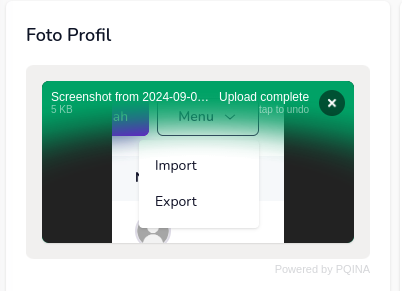 Foto Profil
Screenshot from 2024-09-0... Upload complete
5 KB tap to undo
ah Menu
Import
Export
Powered by PQINA